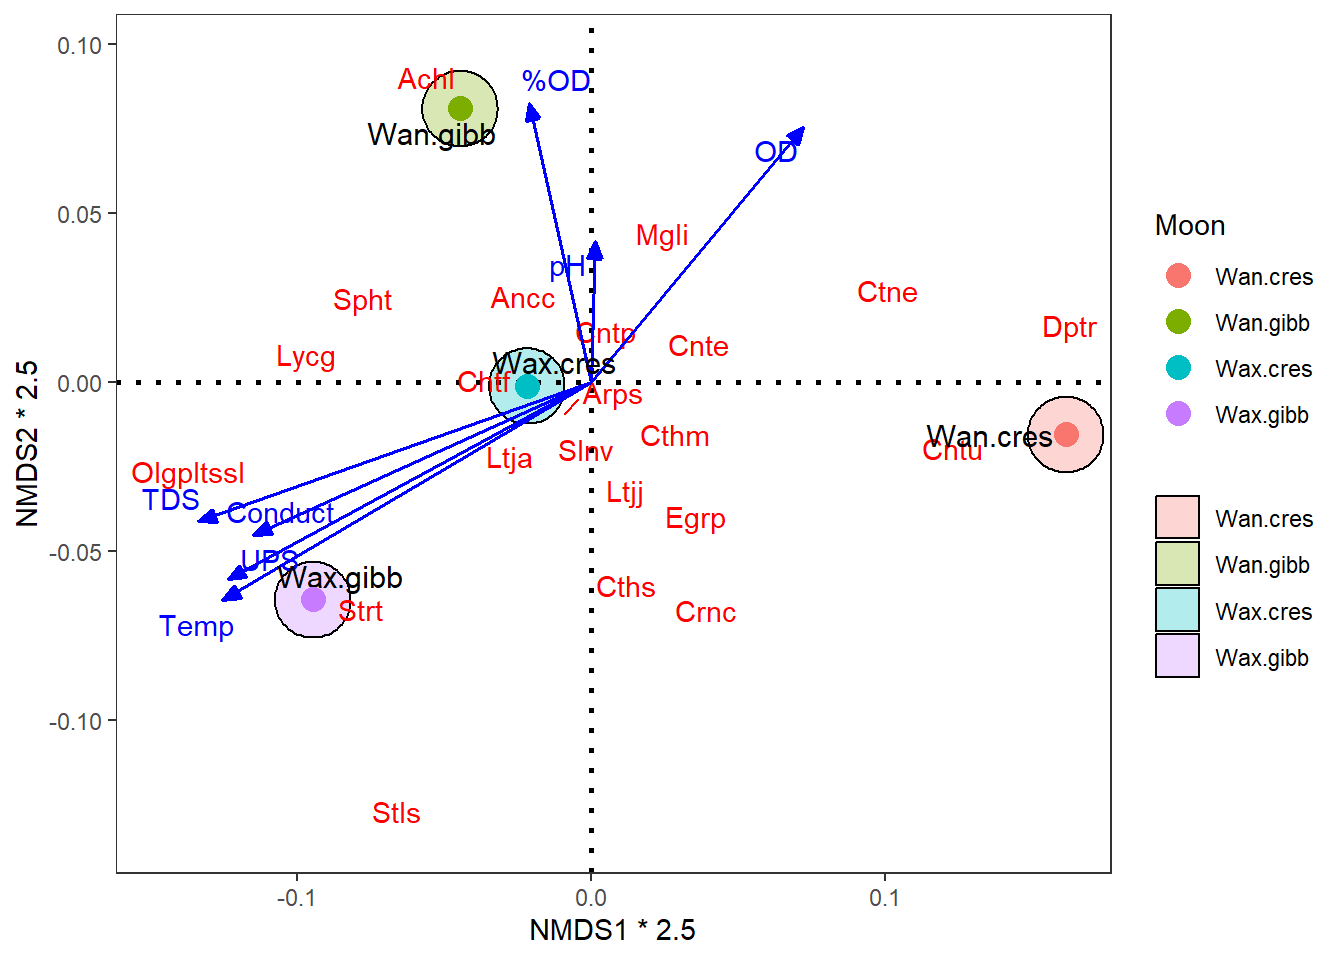 0.10
0.05
0.00
-0.05
-0.10
NMDS2 * 2.5
Achl
%OD
Wan.gibb
OD
Mgli
pH
Spht
Ancc
Ctne
Dptr
Cntp
Cnte
Lycg
Wax.cres
Chtf
Arps
Cthm
Wan.cres
Cntu
Slnv
Ltja
Olgpltssl
TDS
Ltjj
Conduct
Egrp
UPS
Wax.gibb
Cths
Strt
Crnc
Temp
Stls
-0.1
0.0
0.1
NMDS1 * 2.5
Moon
Wan.cres
Wan.gibb
Wax.cres
Wax.gibb
Wan.cres
Wan.gibb
Wax.cres
Wax.gibb